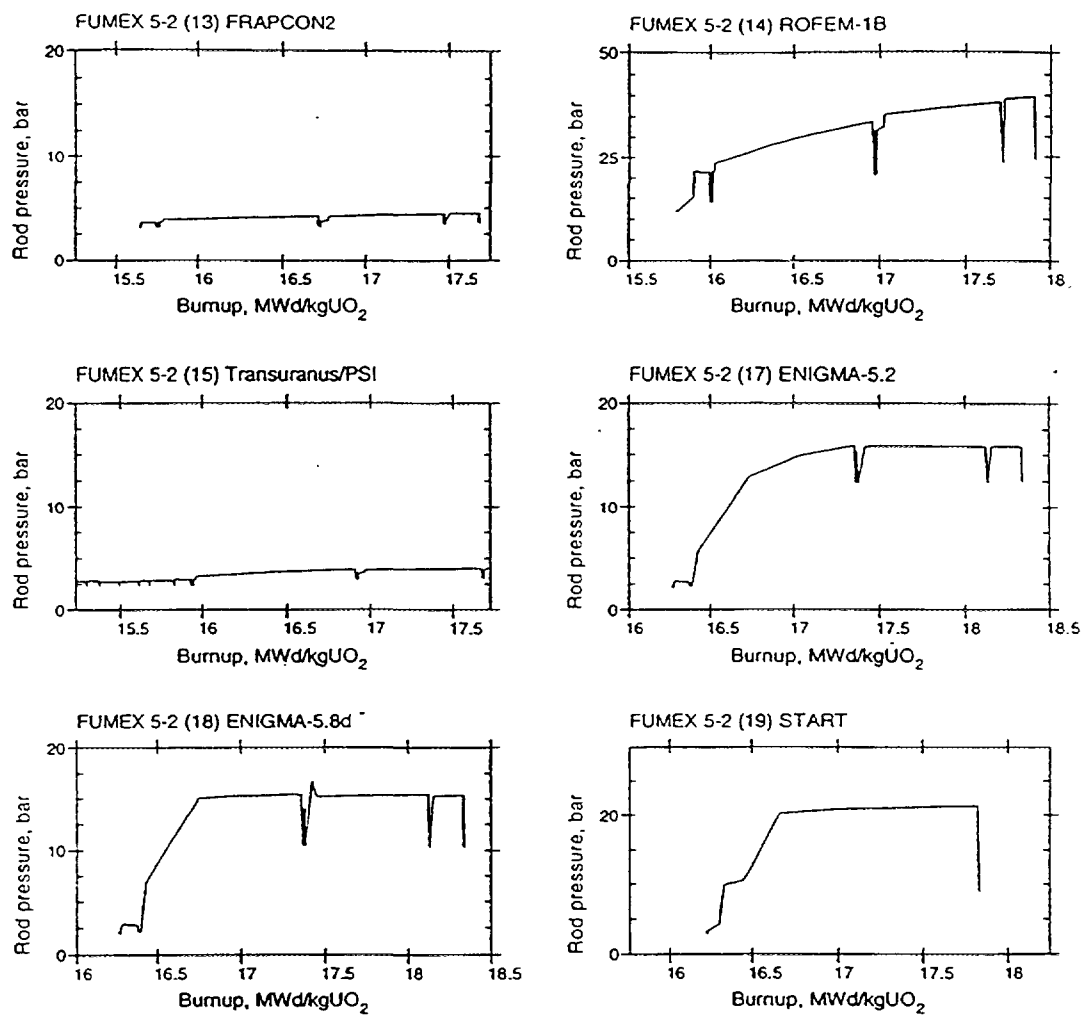 FUMEX 5-2 (13) FRAPCON2
20
10
0
Rod pressure, bar
15.5 16 16.5 17 17.5
Burnup, MWd/kgUO2
FUMEX 5-2 (14) ROFEM-1B
50
25
0
Rod pressure, bar
15.5 16 16.5 17 17.5 18
Burnup, MWd/kgUO2
FUMEX 5-2 (15) Transuranus/PSI
20
10
0
Rod pressure, bar
15.5 16 16.5 17 17.5
Burnup, MWd/kgUO2
FUMEX 5-2 (17) ENIGMA-5.2
20
10
0
Rod pressure, bar
16 16.5 17 17.5 18 18.5
Burnup, MWd/kgUO2
FUMEX 5-2 (18) ENIGMA-5.8d
20
10
0
Rod pressure, bar
16 16.5 17 17.5 18 18.5
Burnup, MWd/kgUO2
FUMEX 5-2 (19) START
20
10
0
Rod pressure, bar
16 16.5 17 17.5 18
Burnup, MWd/kgUO2